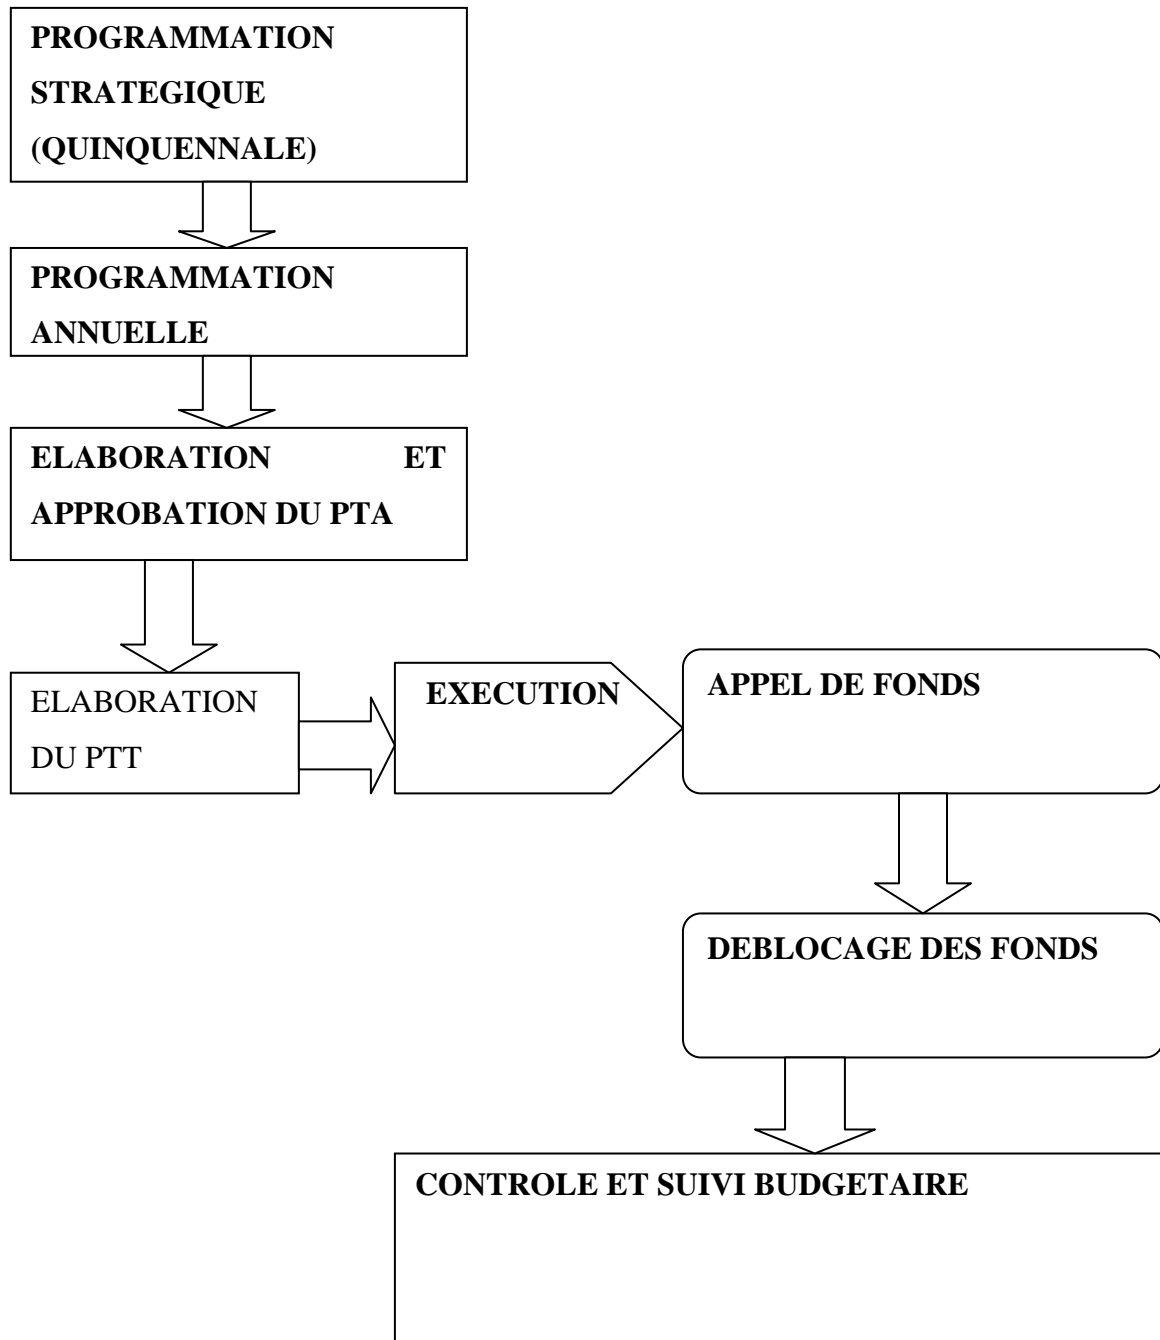 PROGRAMMATION
STRATEGIQUE
(QUINQUENNALE)
PROGRAMMATION
ANNUELLE
ELABORATION ET
APPROBATION DU PTA
ELABORATION
DU PTT
EXECUTION
APPEL DE FONDS
DEBLOCAGE DES FONDS
CONTROLE ET SUIVI BUDGETAIRE